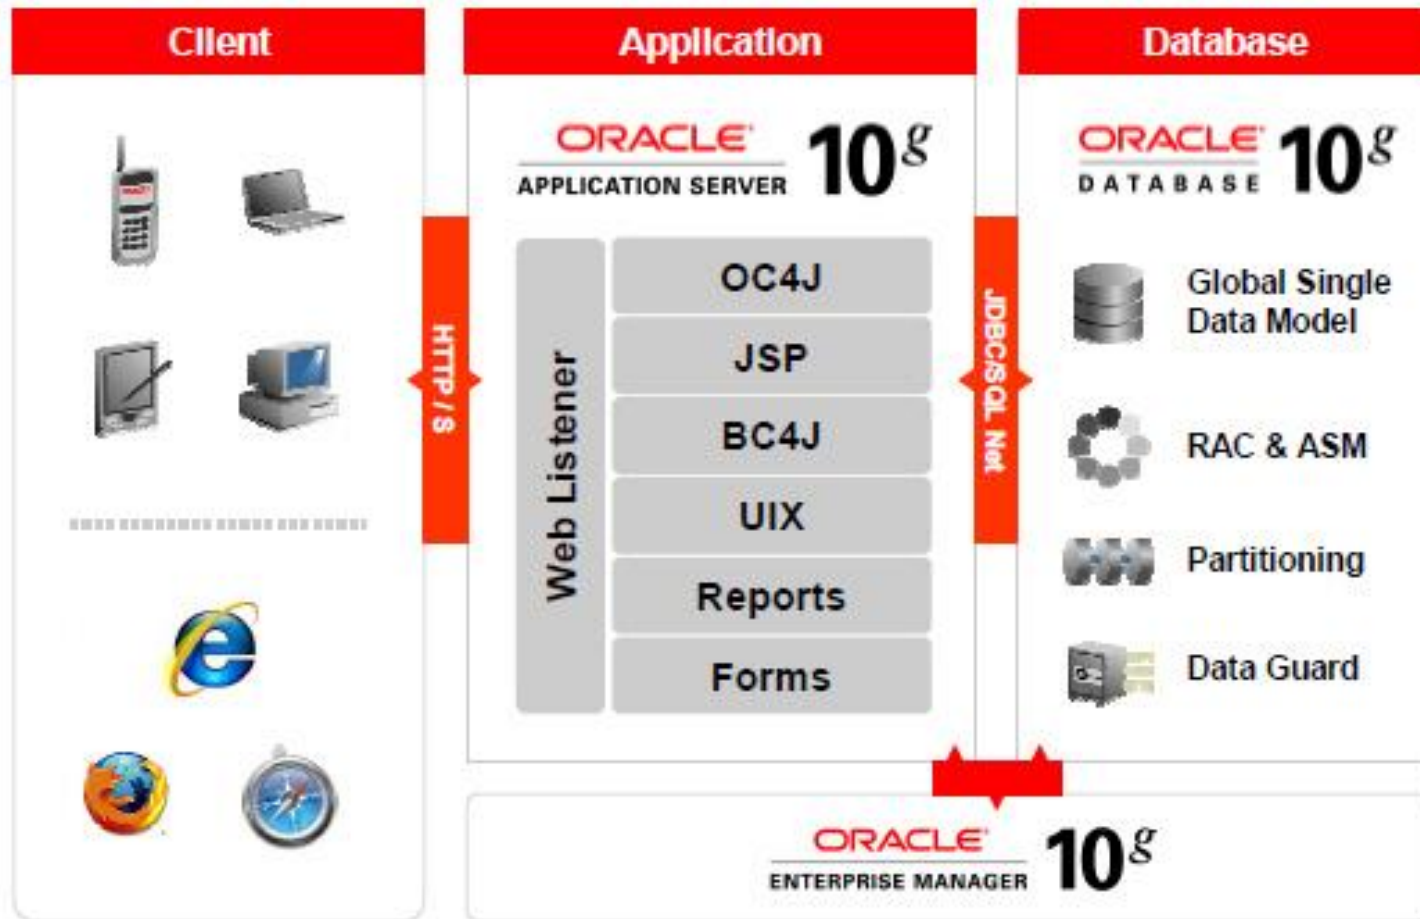 Client
Application
Database
ORACLE
APPLICATION SERVER
10g
ORACLE
DATABASE
10g
HTTP / S
Web Listener
OC4J
JSP
BC4J
UIX
Reports
Forms
JDBC/SQL Net
Global Single
Data Model
RAC & ASM
Partitioning
Data Guard
ORACLE
ENTERPRISE MANAGER
10g